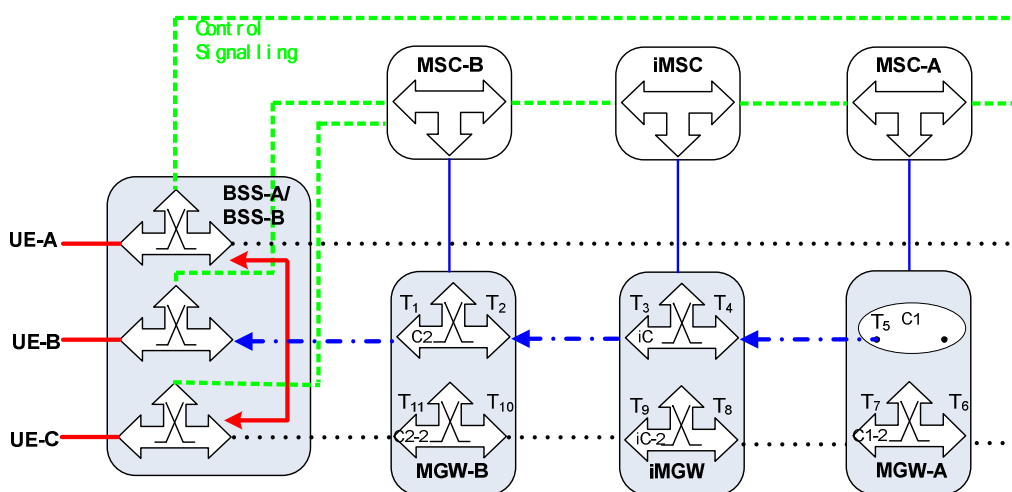 Control
Signalling
MSC-B
iMSC
MSC-A
BSS-A/
BSS-B
UE-A
T1
T2
T3
T4
T5
C1
C2
iC
UE-B
T11
T10
T9
T8
T7
T6
UE-C
C2-2
iC-2
C1-2
MGW-B
iMGW
MGW-A